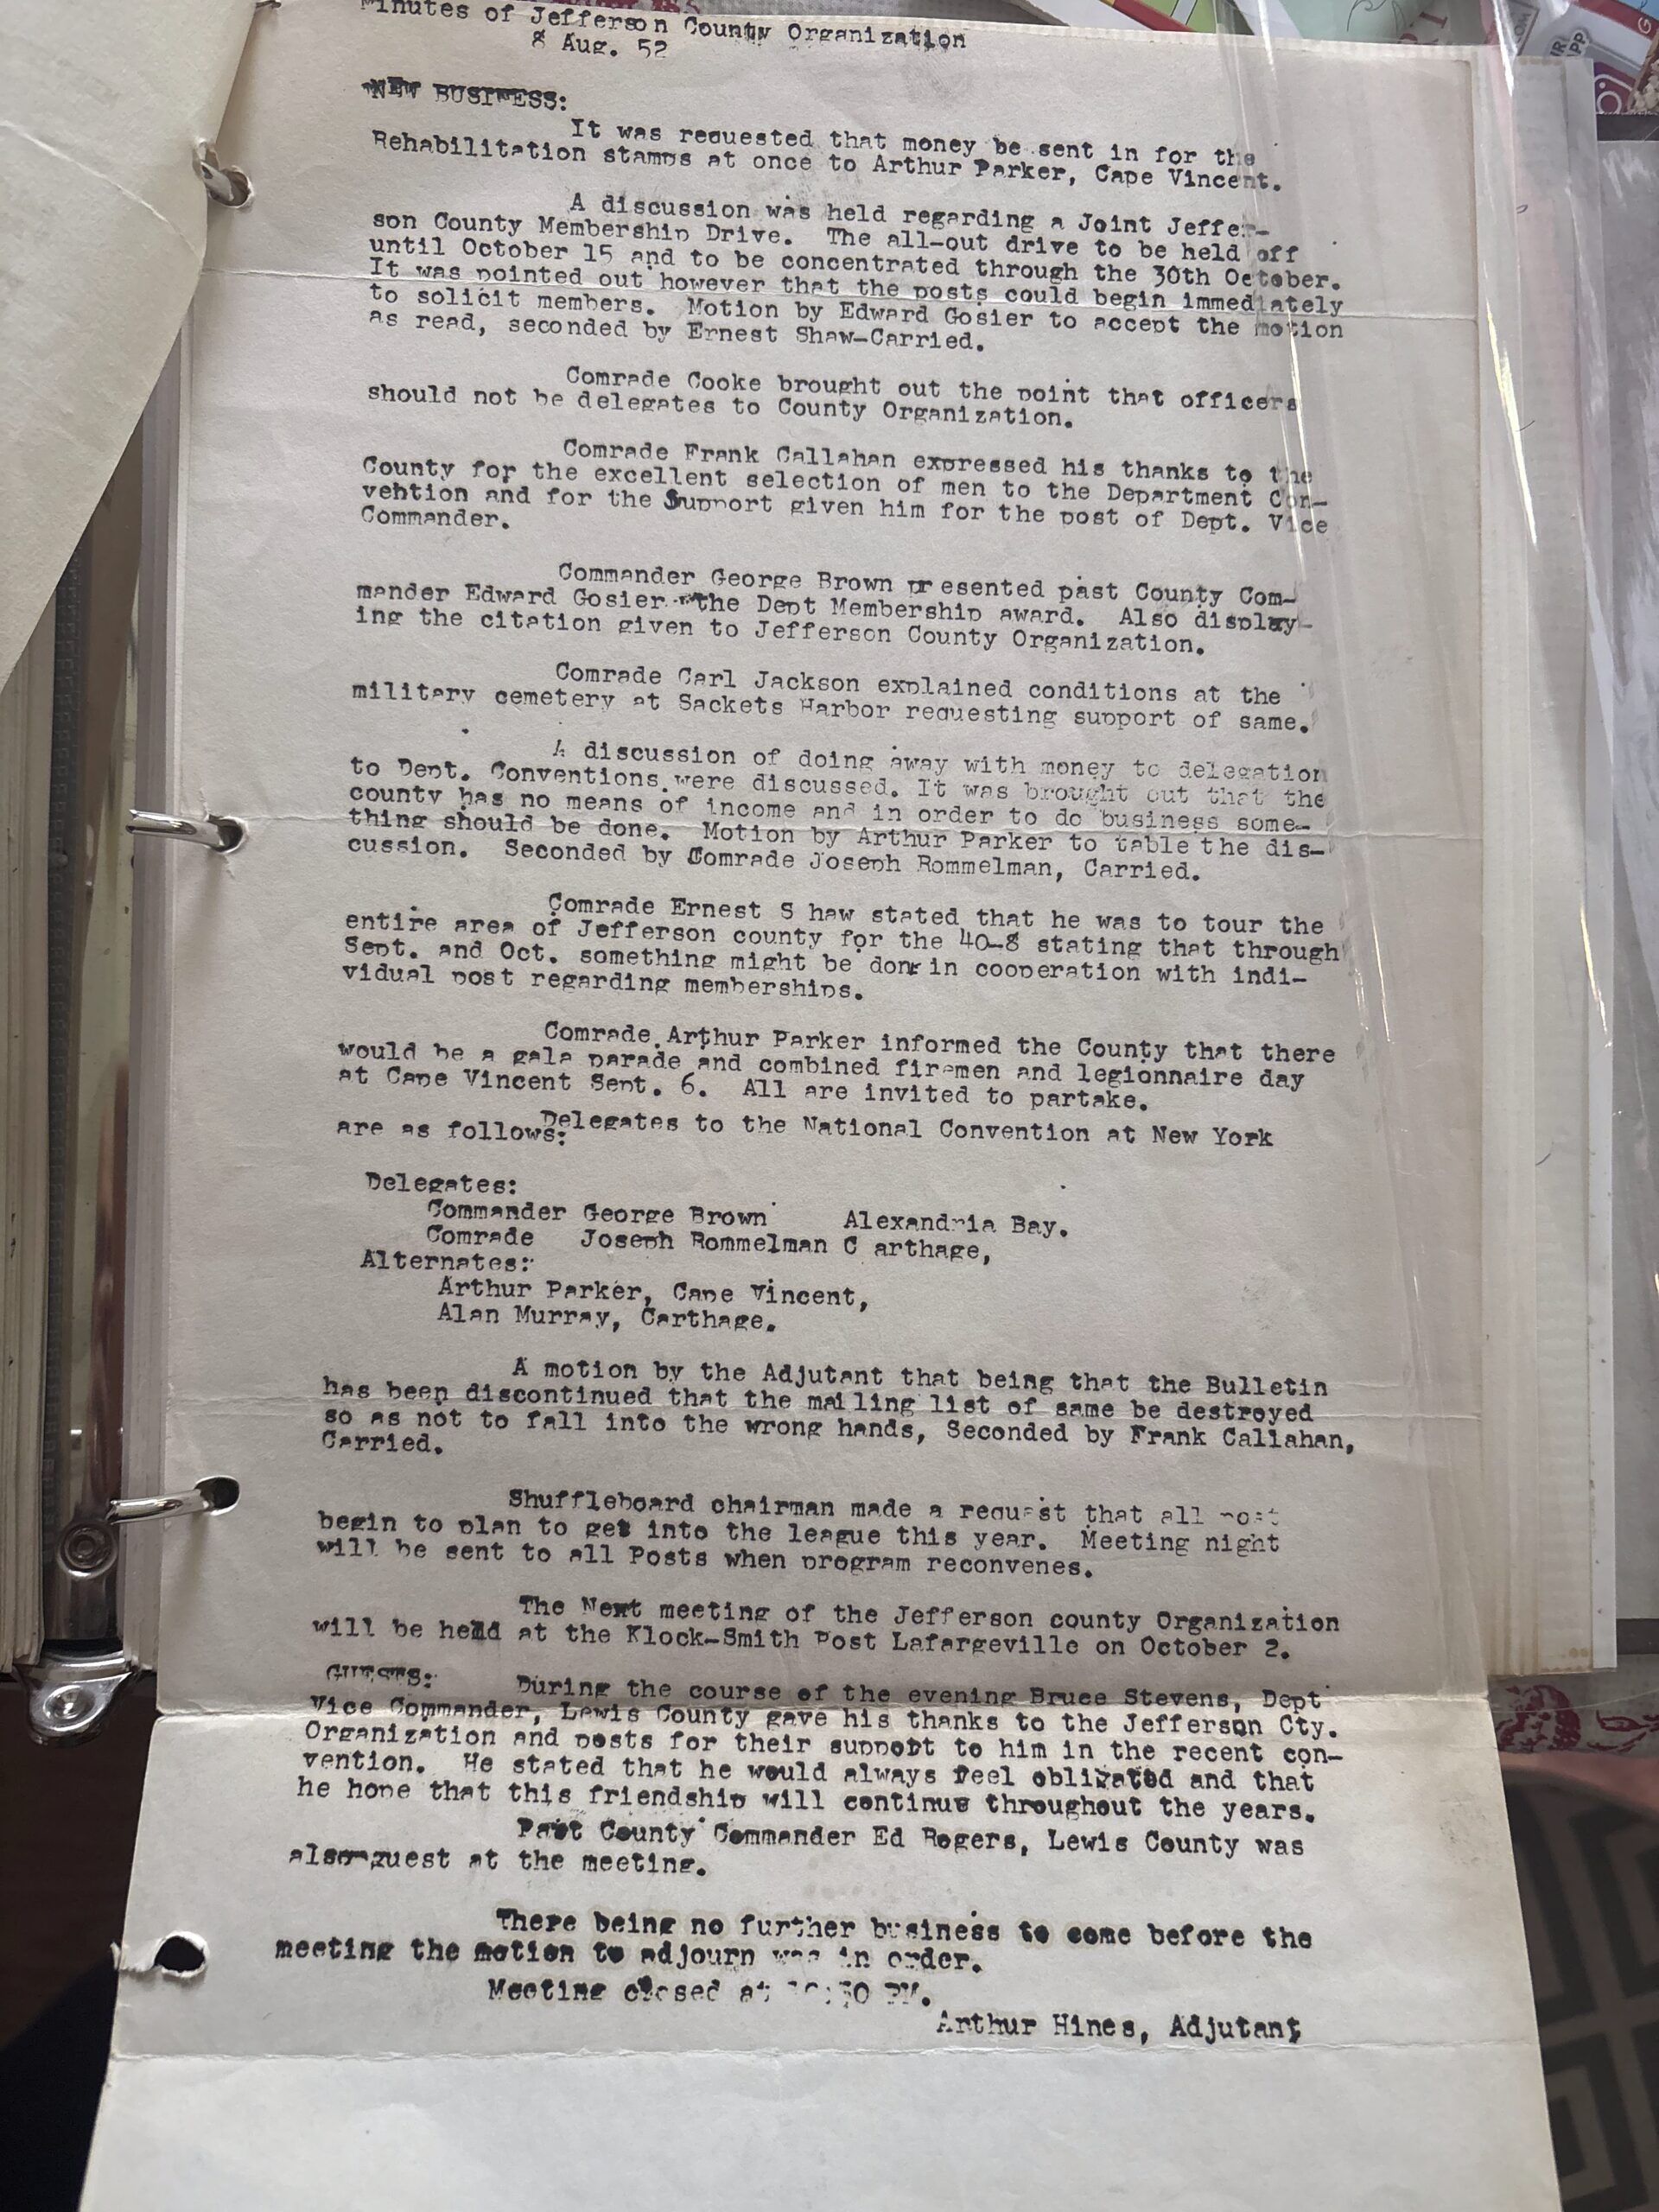 Minutes of Jefferson County Organization
8 Aug. 52
NEW BUSINESS:
It was requested that money be sent in for the
Rehabilitation stamps at once to Arthur Parker, Cape Vincent.
A discussion was held regarding a Joint Jeffer-
son County Membership Drive. The all-out drive to be held off
until October 15 and to be concentrated through the 30th October.
It was pointed out however that the posts could begin immediately
to solicit members. Motion by Edward Gosier to accept the motion
as read, seconded by Ernest Shaw-Carried.
Comrade Cooke brought out the point that officers
should not be delegates to County Organization.
Comrade Frank Callahan expressed his thanks to the
County for the excellent selection of men to the Department Con-
vention and for the Support given him for the post of Dept. Vice
Commander.
Commander George Brown presented past County Com-
mander Edward Gosier the Dept Membership award. Also display-
ing the citation given to Jefferson County Organization.
Comrade Carl Jackson explained conditions at the
military cemetery at Sackets Harbor requesting support of same.
A discussion of doing away with money to delegation
to Dept. Conventions were discussed. It was brought out that the
county has no means of income and in order to do business some-
thing should be done. Motion by Arthur Parker to table the dis-
cussion. Seconded by Comrade Joseph Rommelman, Carried.
Comrade Ernest S haw stated that he was to tour the
entire area of Jefferson county for the 40-8 stating that through
Sept. and Oct. something might be done in cooperation with indi-
vidual post regarding memberships.
Comrade Arthur Parker informed the County that there
would be a gala parade and combined firemen and legionnaire day
at Cape Vincent Sept. 6. All are invited to partake.
Delegates to the National Convention at New York
are as follows:
Delegates:
Commander George Brown Alexandria Bay.
Comrade Joseph Rommelman C arthage,
Alternates:
Arthur Parker, Cape Vincent,
Alan Murray, Carthage.
A motion by the Adjutant that being that the Bulletin
has been discontinued that the mailing list of same be destroyed
so as not to fall into the wrong hands, Seconded by Frank Callahan,
Carried.
Shuffleboard chairman made a request that all post
begin to plan to get into the league this year. Meeting night
will be sent to all Posts when program reconvenes.
The Next meeting of the Jefferson county Organization
will be held at the Klock-Smith Post Lafargeville on October 2.
GUESTS: During the course of the evening Bruce Stevens, Dept
Vice Commander, Lewis County gave his thanks to the Jefferson Cty.
Organization and posts for their support to him in the recent con-
vention. He stated that he would always feel obligated and that
he hope that this friendship will continue throughout the years.
Past County Commander Ed Rogers, Lewis County was
also guest at the meeting.
There being no further business to come before the
meeting the motion to adjourn was in order.
Meeting closed at PM.
Arthur Hines, Adjutant